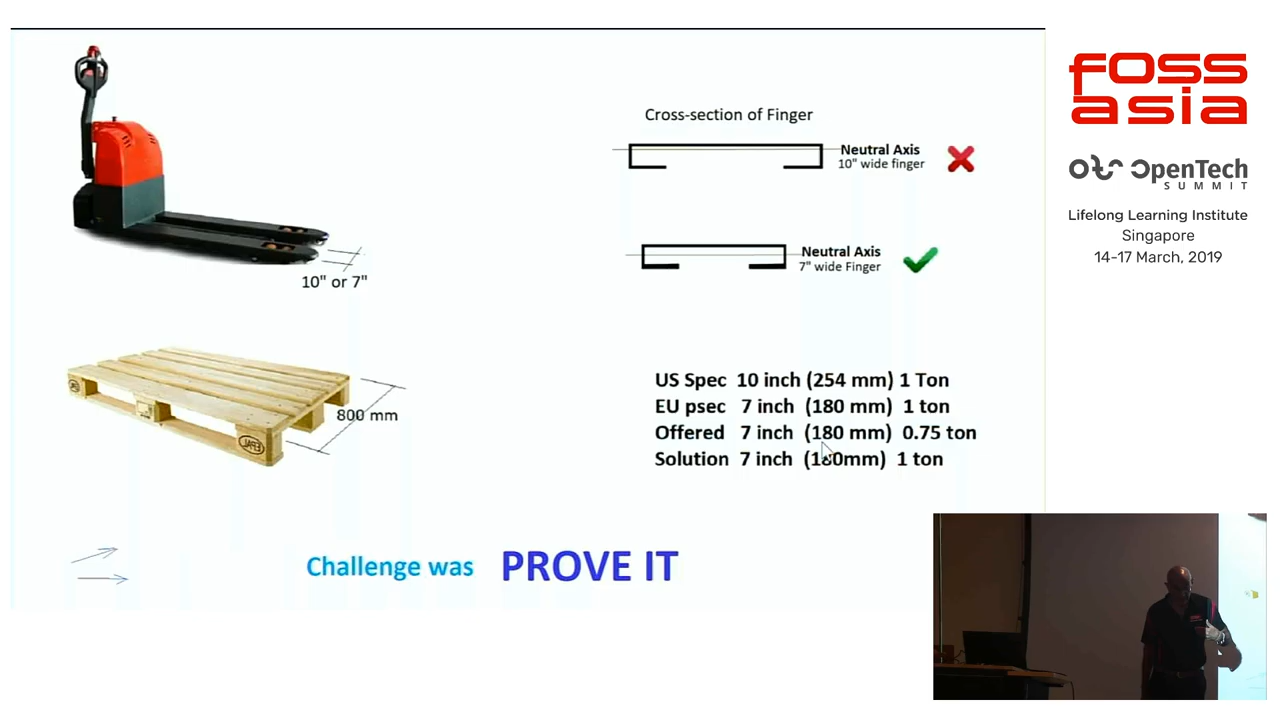 Cross-section of Finger
Neutral Axis
10" wide finger
Neutral Axis
7" wide Finger
10" or 7"
800 mm
EPAL
US Spec 10 inch (254 mm) 1 Ton
EU psec 7 inch (180 mm) 1 ton
Offered 7 inch (180 mm) 0.75 ton
Solution 7 inch (180mm) 1 ton
Challenge was PROVE IT
fOSS
asia
OpenTech
SUMMIT
Lifelong Learning Institute
Singapore
14-17 March, 2019